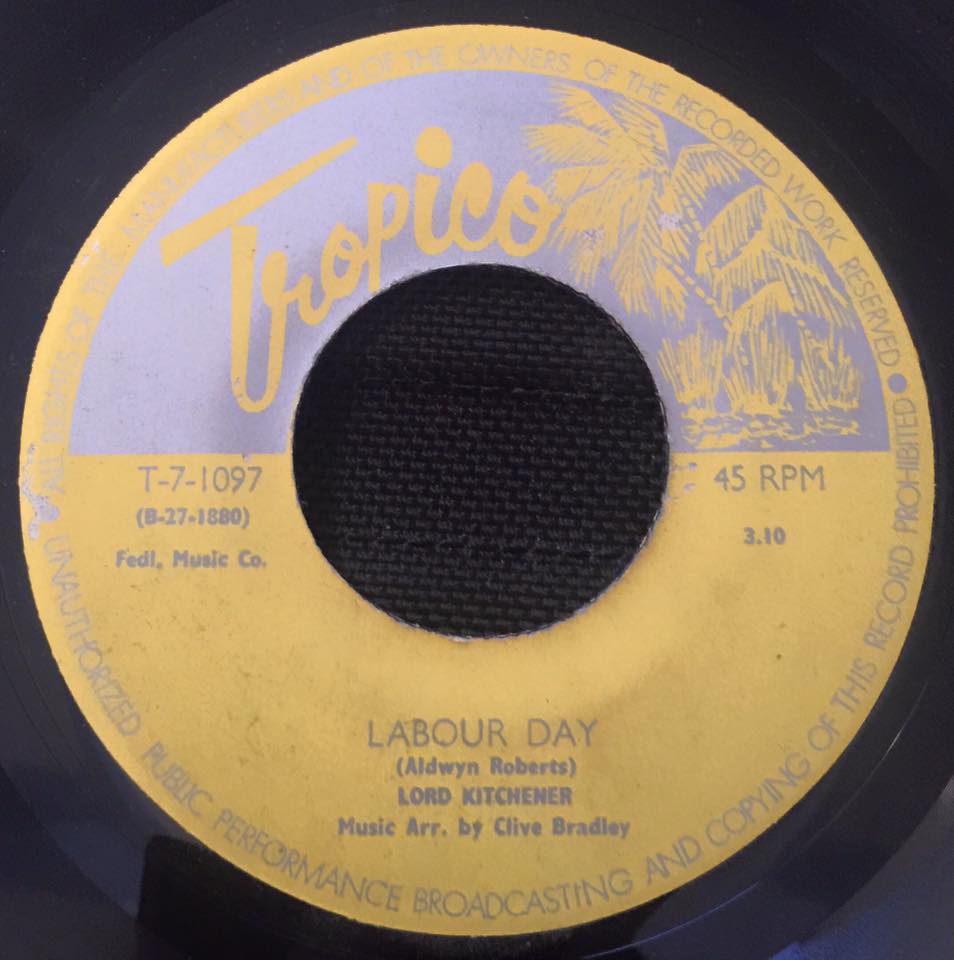 Tropico
ALL RIGHTS OF THE MANUFACTURERS AND OF THE OWNERS OF THE RECORDED WORK RESERVED •
T-7-1097
(B-27-1880)
Fedl. Music Co.
45 RPM
3.10
LABOUR DAY
(Aldwyn Roberts)
LORD KITCHENER
Music Arr. by Clive Bradley
UNAUTHORIZED PUBLIC PERFORMANCE BROADCASTING AND COPYING OF THIS RECORD PROHIBITED •